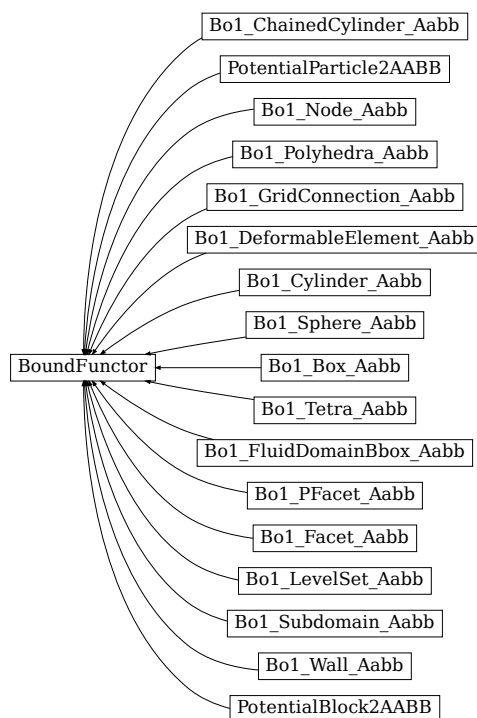 Bo1_ChainedCylinder_Aabb
PotentialParticle2AABB
Bo1_Node_Aabb
Bo1_Polyhedra_Aabb
Bo1_GridConnection_Aabb
Bo1_DeformableElement_Aabb
Bo1_Cylinder_Aabb
Bo1_Sphere_Aabb
BoundFunctor
Bo1_Box_Aabb
Bo1_Tetra_Aabb
Bo1_FluidDomainBbox_Aabb
Bo1_PFacet_Aabb
Bo1_Facet_Aabb
Bo1_LevelSet_Aabb
Bo1_Subdomain_Aabb
Bo1_Wall_Aabb
PotentialBlock2AABB